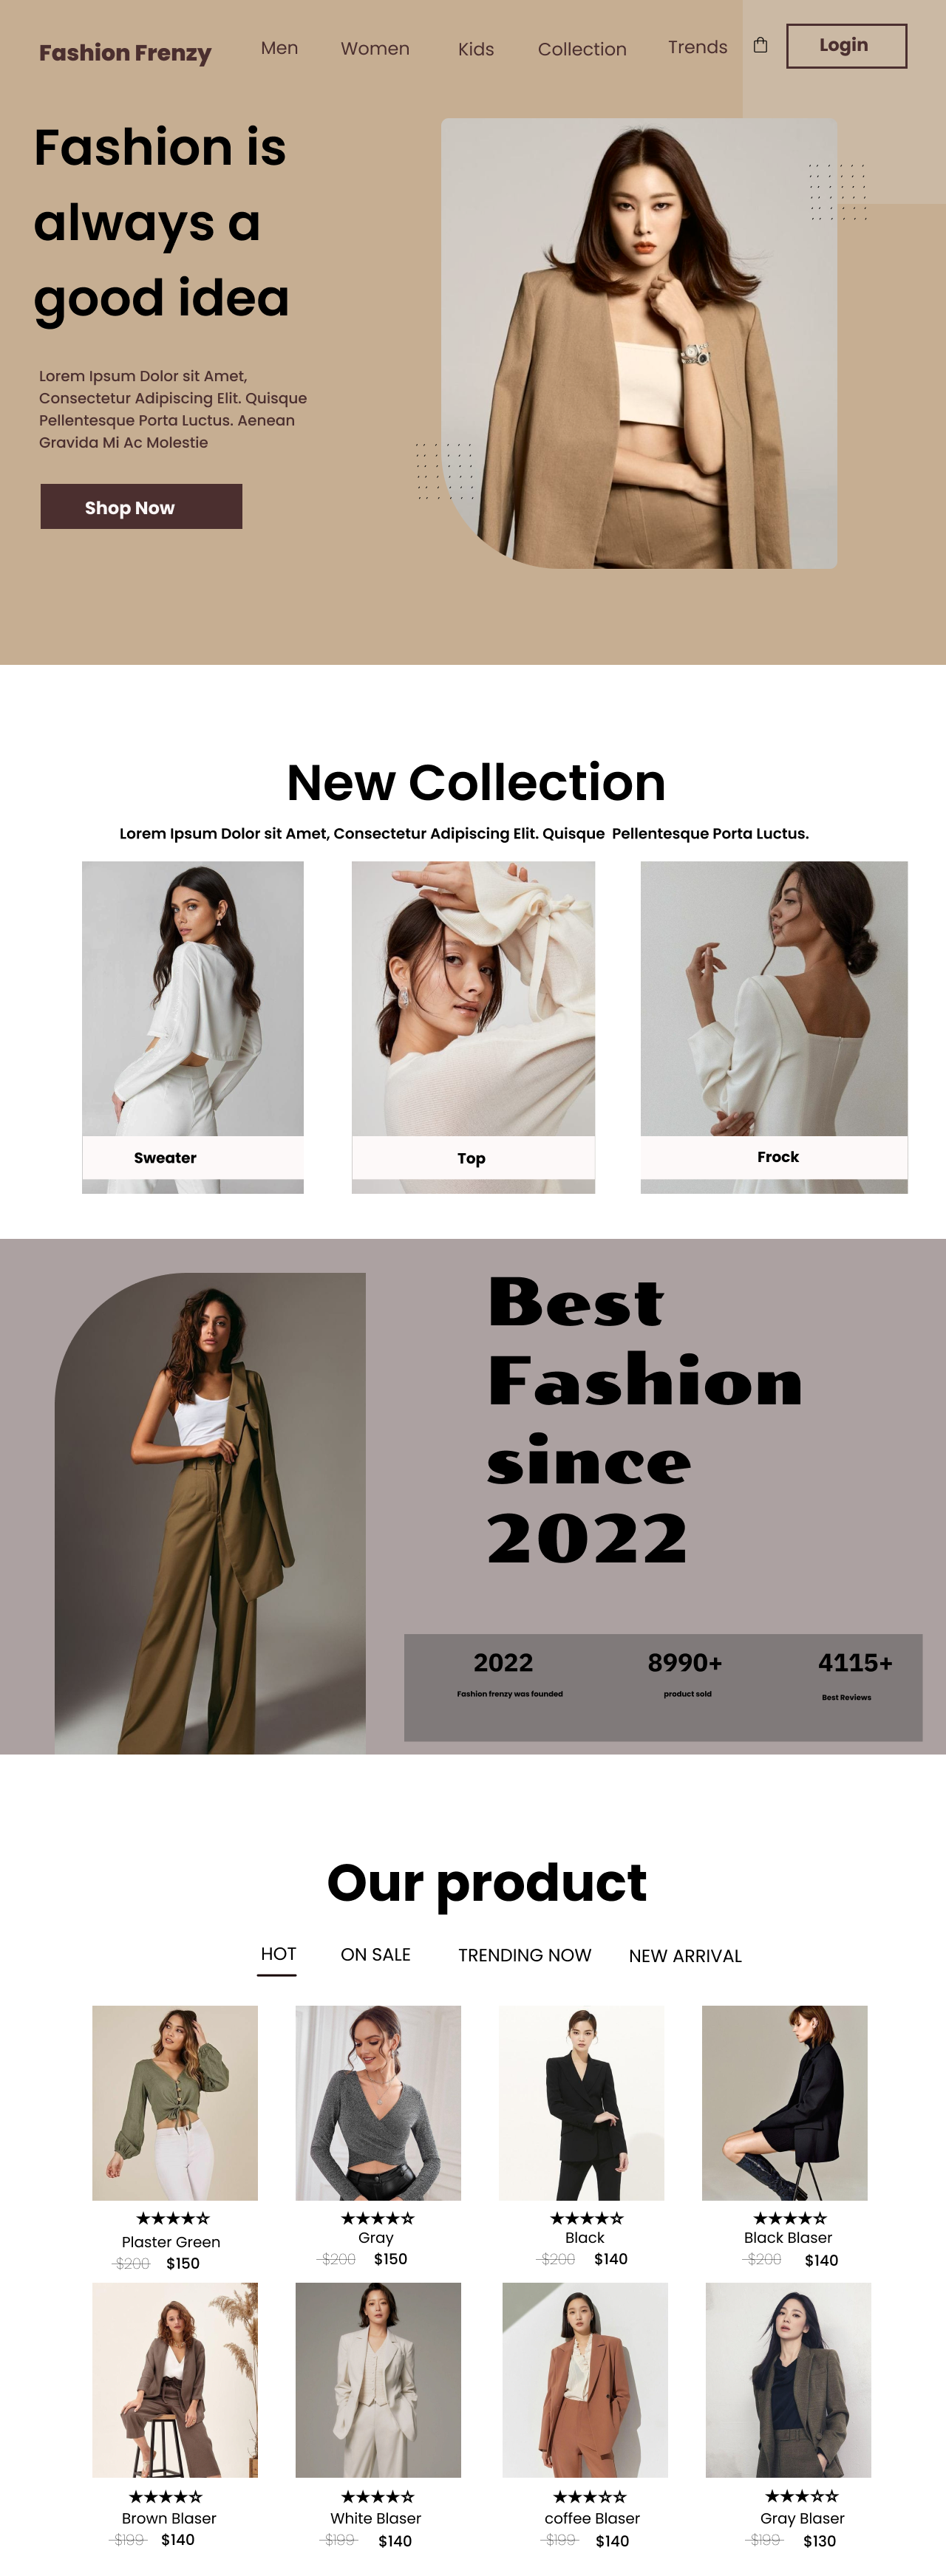 Fashion Frenzy Men Women Kids Collection Trends Login
Fashion is
always a
good idea
Lorem Ipsum Dolor sit Amet,
Consectetur Adipiscing Elit. Quisque
Pellentesque Porta Luctus. Aenean
Gravida Mi Ac Molestie
Shop Now
New Collection
Lorem Ipsum Dolor sit Amet, Consectetur Adipiscing Elit. Quisque Pellentesque Porta Luctus.
Sweater Top Frock
Best
Fashion
since
2022
2022 8990+ 4115+
Fashion frenzy was founded product sold Best Reviews
Our product
HOT ON SALE TRENDING NOW NEW ARRIVAL
★★★★☆ ★★★★☆ ★★★★☆ ★★★★☆
Plaster Green Gray Black Black Blaser
$200 $150 $200 $150 $200 $140 $200 $140
★★★★☆ ★★★★☆ ★★★☆☆ ★★★☆☆
Brown Blaser White Blaser coffee Blaser Gray Blaser
$199 $140 $199 $140 $199 $140 $199 $130